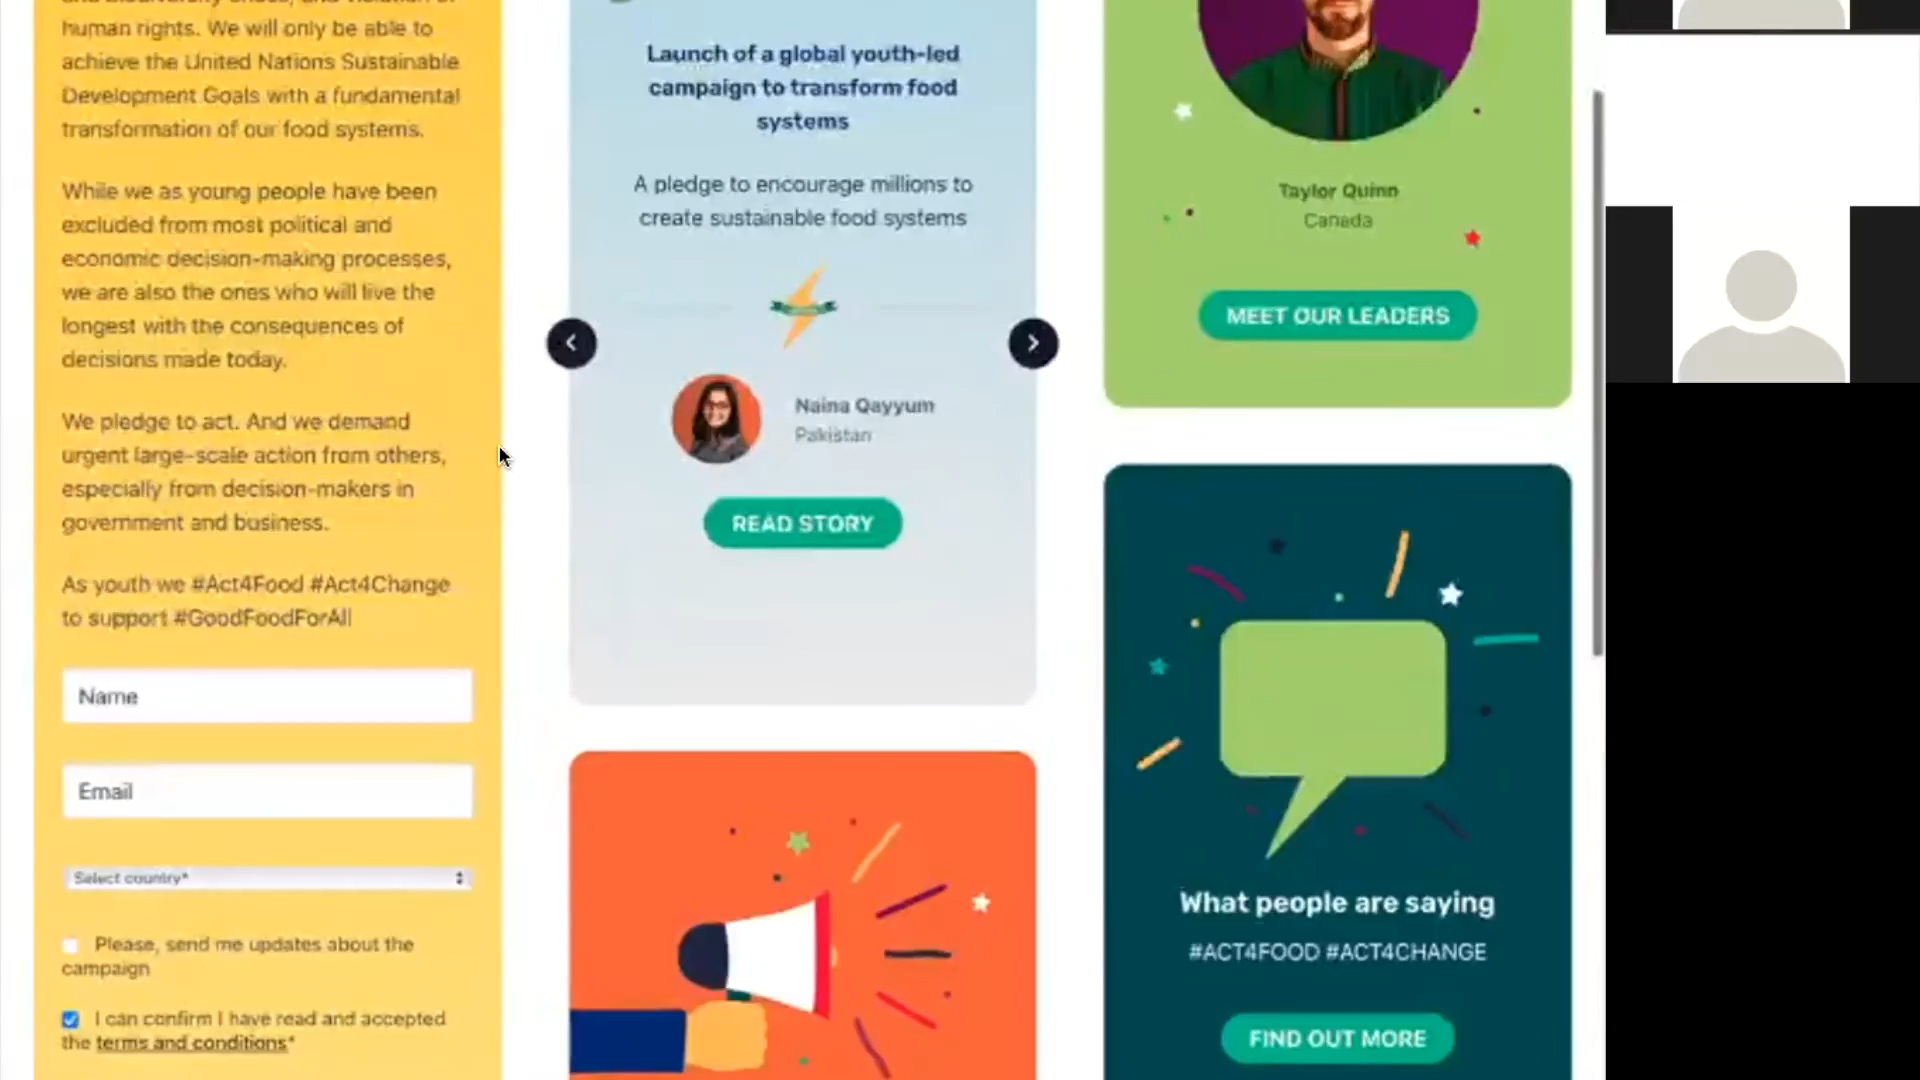 human rights. We will only be able to
achieve the United Nations Sustainable
Development Goals with a fundamental
transformation of our food systems.
While we as young people have been
excluded from most political and
economic decision-making processes,
we are also the ones who will live the
longest with the consequences of
decisions made today.
We pledge to act. And we demand
urgent large-scale action from others,
especially from decision-makers in
government and business.
As youth we #Act4Food #Act4Change
to support #GoodFoodForAll
Name
Email
Select country*
Please, send me updates about the
campaign
I can confirm I have read and accepted
the terms and conditions*
Launch of a global youth-led
campaign to transform food
systems
A pledge to encourage millions to
create sustainable food systems
Naina Qayyum
Pakistan
READ STORY
Taylor Quinn
Canada
MEET OUR LEADERS
What people are saying
#ACT4FOOD #ACT4CHANGE
FIND OUT MORE